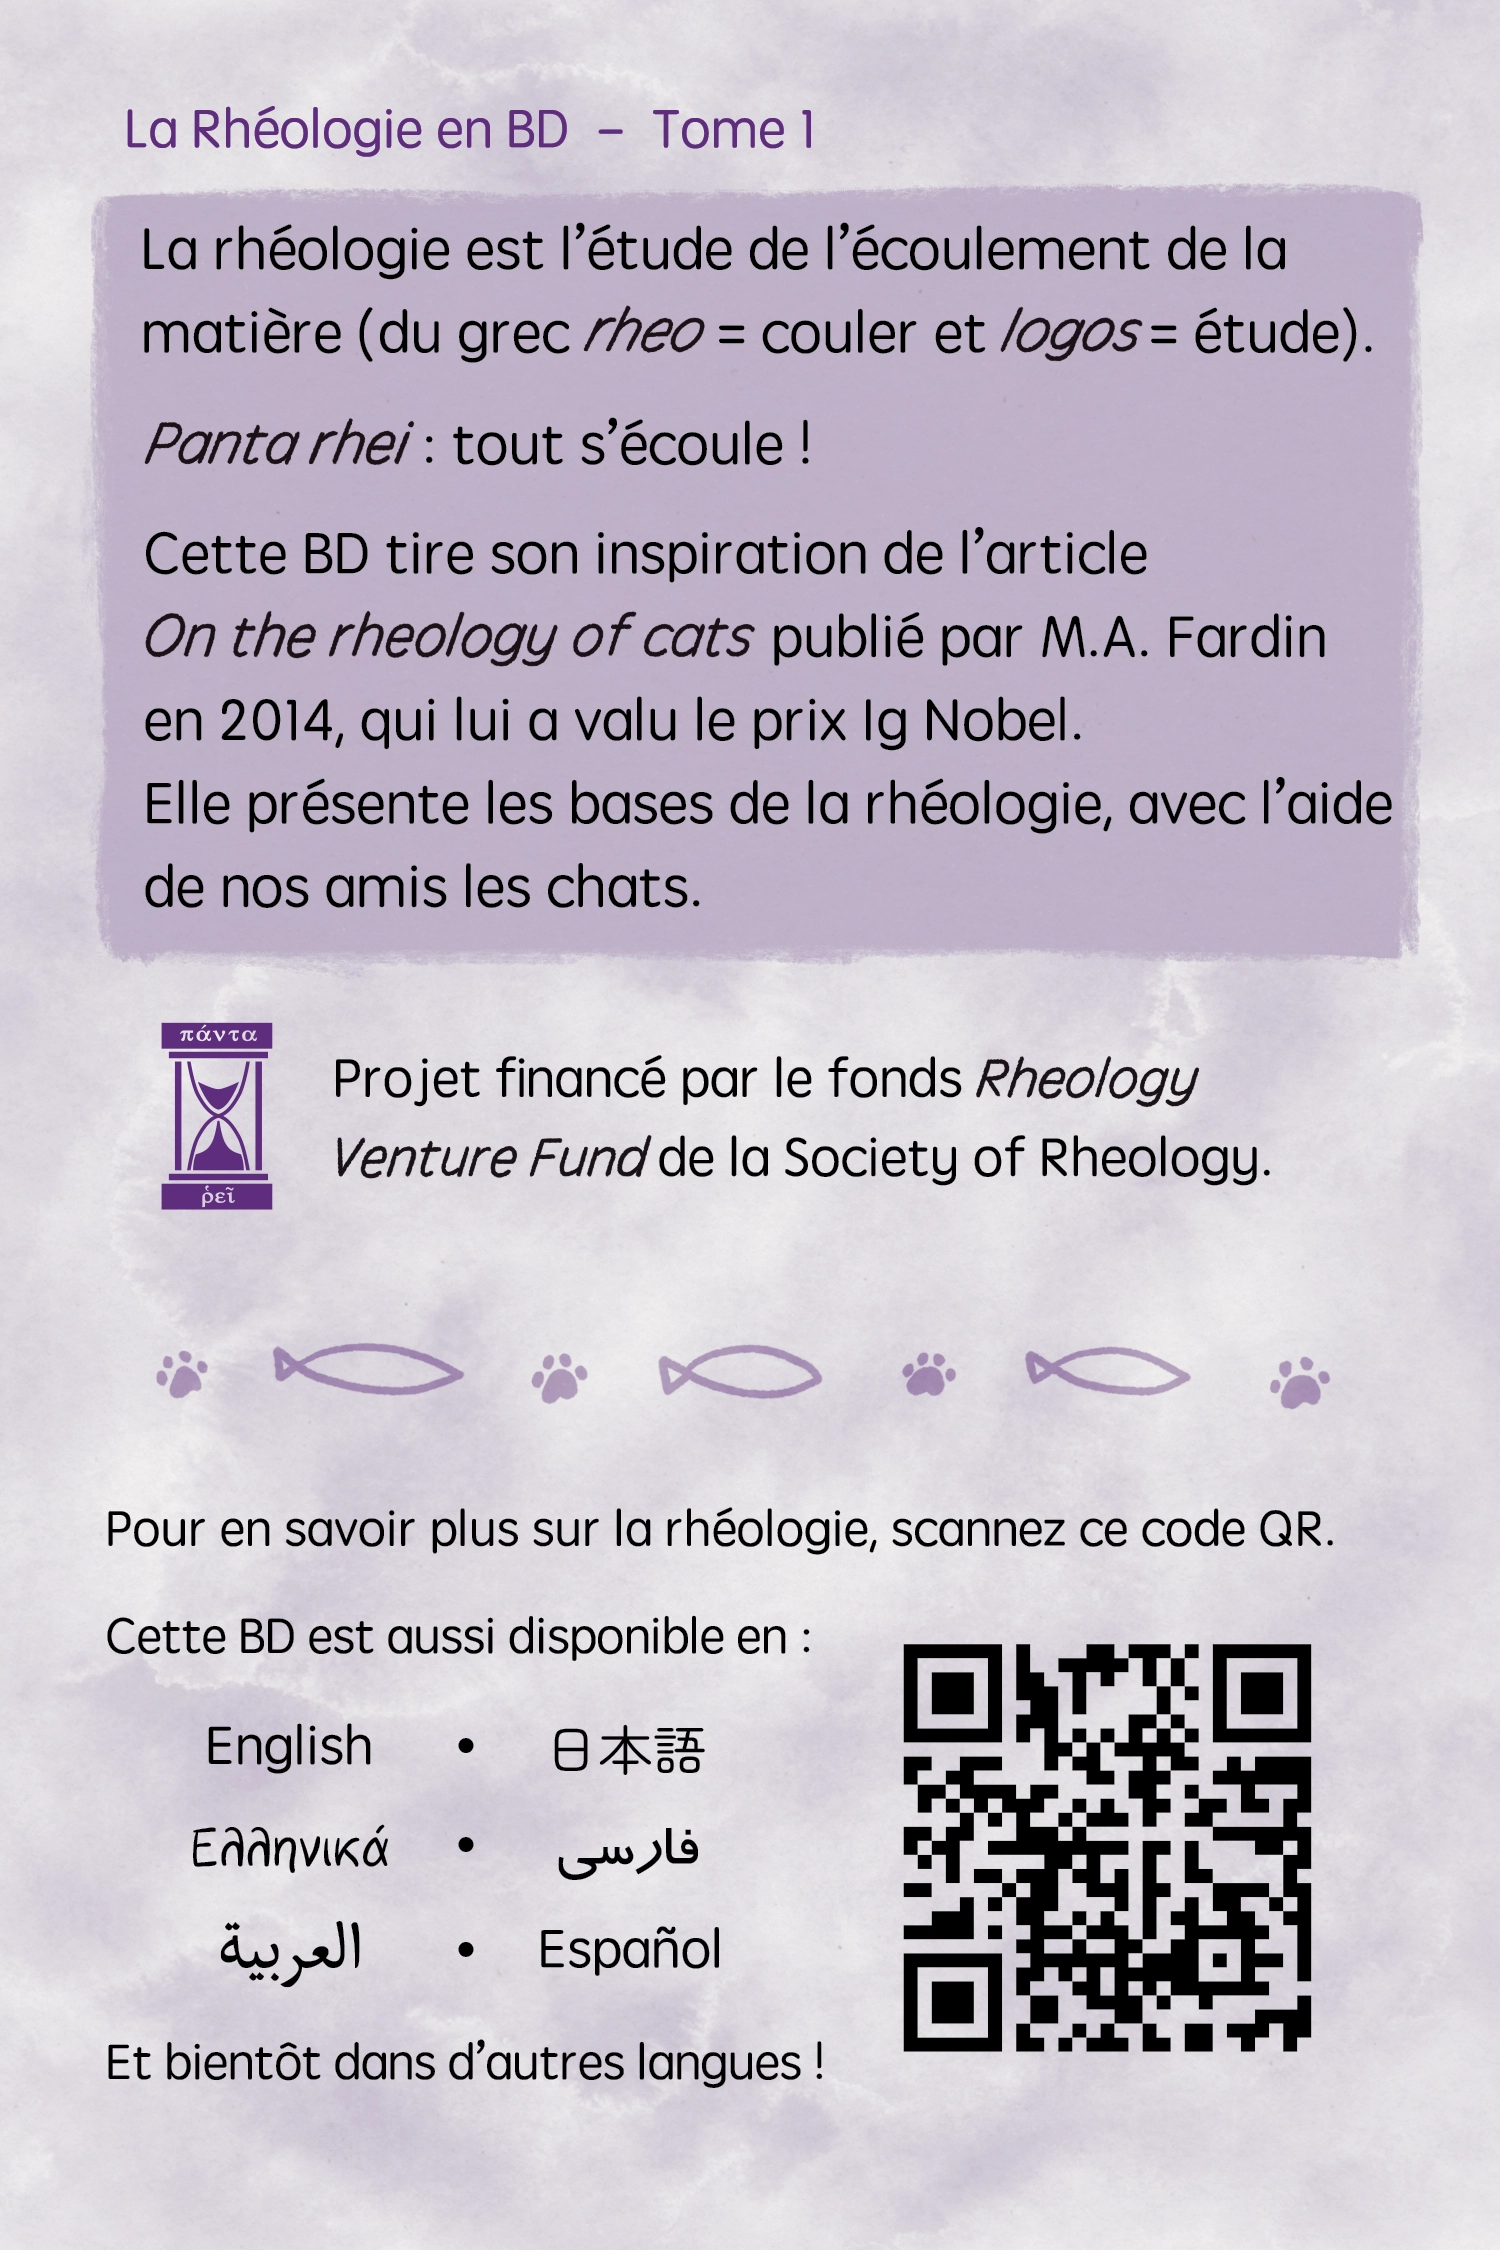 La Rhéologie en BD – Tome 1
La rhéologie est l’étude de l’écoulement de la
matière (du grec rheo = couler et logos = étude).
Panta rhei : tout s’écoule !
Cette BD tire son inspiration de l’article
On the rheology of cats publié par M.A. Fardin
en 2014, qui lui a valu le prix Ig Nobel.
Elle présente les bases de la rhéologie, avec l’aide
de nos amis les chats.
πάντα
ῥεῖ
Projet financé par le fonds Rheology
Venture Fund de la Society of Rheology.
Pour en savoir plus sur la rhéologie, scannez ce code QR.
Cette BD est aussi disponible en :
English • 日本語
Ελληνικά • فارسی
العربية • Español
Et bientôt dans d’autres langues !